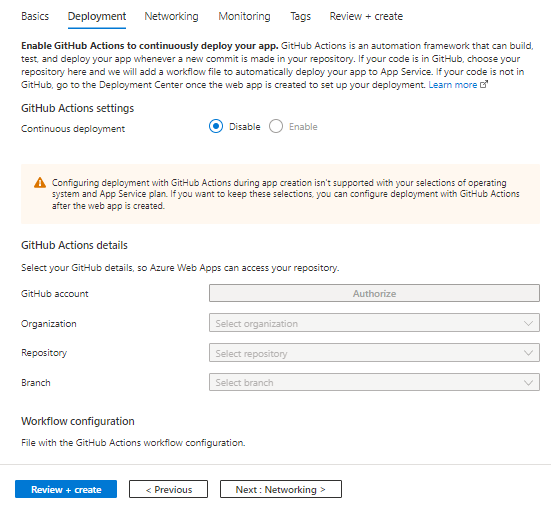 Basics Deployment Networking Monitoring Tags Review + create
Enable GitHub Actions to continuously deploy your app. GitHub Actions is an automation framework that can build,
test, and deploy your app whenever a new commit is made in your repository. If your code is in GitHub, choose your
repository here and we will add a workflow file to automatically deploy your app to App Service. If your code is not in
GitHub, go to the Deployment Center once the web app is created to set up your deployment. Learn more
GitHub Actions settings
Continuous deployment Disable Enable
Configuring deployment with GitHub Actions during app creation isn't supported with your selections of operating
system and App Service plan. If you want to keep these selections, you can configure deployment with GitHub Actions
after the web app is created.
GitHub Actions details
Select your GitHub details, so Azure Web Apps can access your repository.
GitHub account Authorize
Organization Select organization
Repository Select repository
Branch Select branch
Workflow configuration
File with the GitHub Actions workflow configuration.
Review + create < Previous Next : Networking >